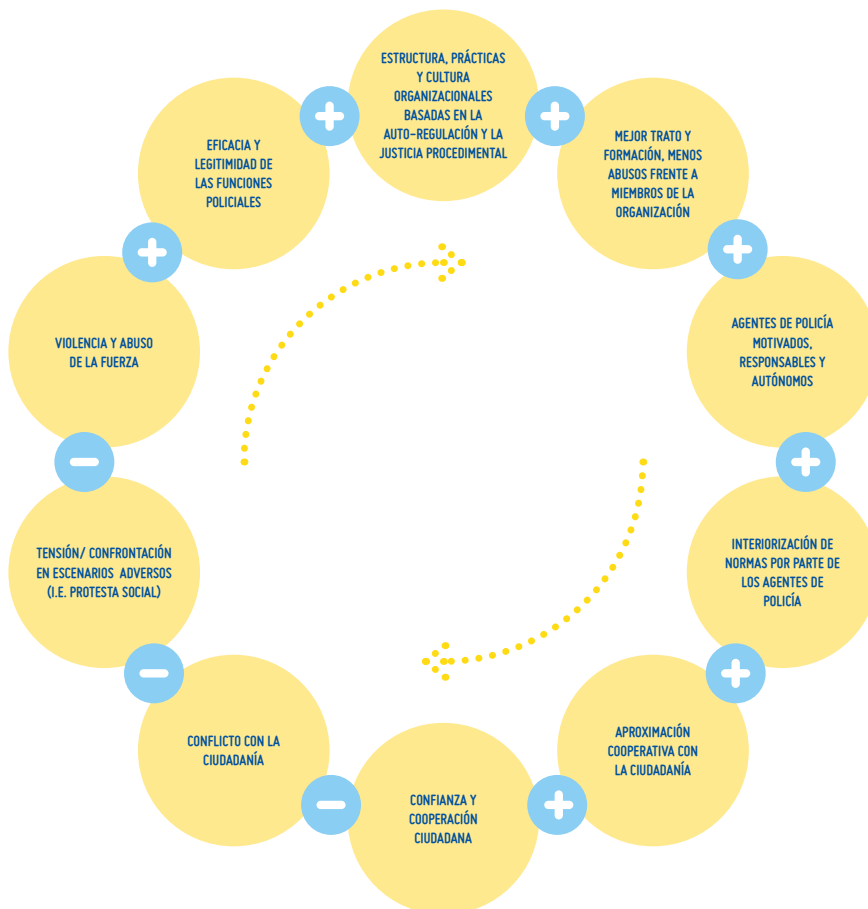 ESTRUCTURA, PRÁCTICAS
Y CULTURA
ORGANIZACIONALES
BASADAS EN LA
AUTO-REGULACIÓN Y LA
JUSTICIA PROCEDIMENTAL
MEJOR TRATO Y
FORMACIÓN, MENOS
ABUSOS FRENTE A
MIEMBROS DE LA
ORGANIZACIÓN
AGENTES DE POLICÍA
MOTIVADOS,
RESPONSABLES Y
AUTÓNOMOS
INTERIORIZACIÓN DE
NORMAS POR PARTE DE
LOS AGENTES DE
POLICÍA
APROXIMACIÓN
COOPERATIVA CON
LA CIUDADANÍA
CONFIANZA Y
COOPERACIÓN
CIUDADANA
CONFLICTO CON LA
CIUDADANÍA
TENSIÓN/ CONFRONTACIÓN
EN ESCENARIOS ADVERSOS
(I.E. PROTESTA SOCIAL)
VIOLENCIA Y ABUSO
DE LA FUERZA
EFICACIA Y
LEGITIMIDAD DE
LAS FUNCIONES
POLICIALES